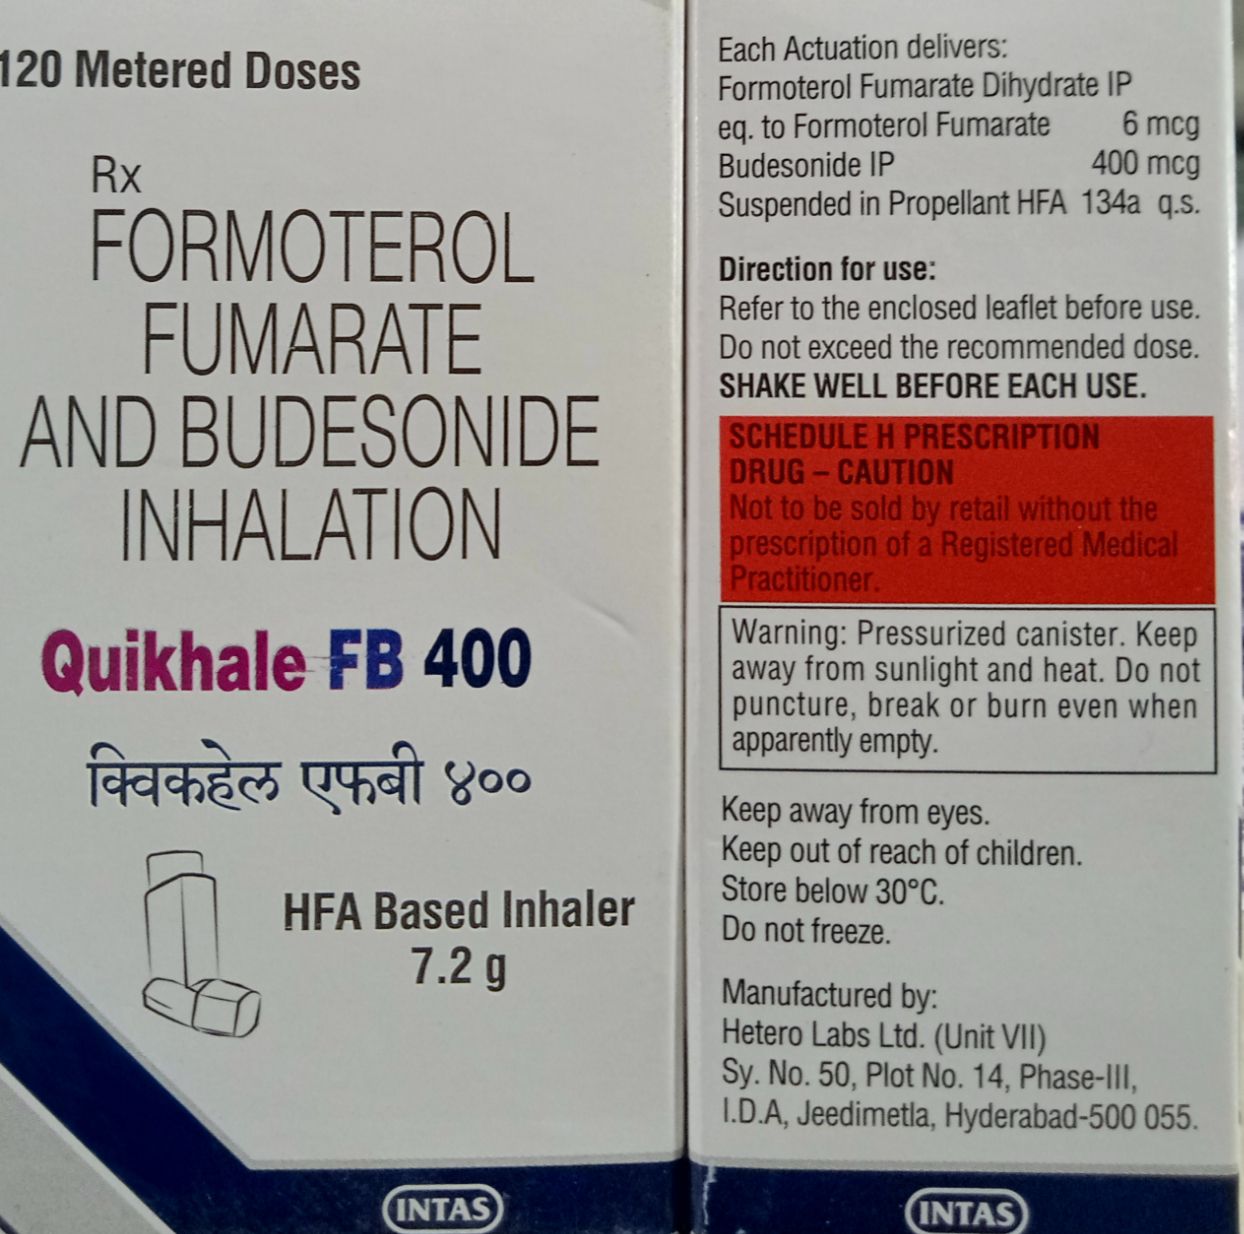 120 Metered Doses
Rx
FORMOTEROL
FUMARATE
AND BUDESONIDE
INHALATION
Quikhale FB 400
क्विकहेल एफबी ४००
HFA Based Inhaler
7.2 g
INTAS
Each Actuation delivers:
Formoterol Fumarate Dihydrate IP
eq. to Formoterol Fumarate 6 mcg
Budesonide IP 400 mcg
Suspended in Propellant HFA 134a q.s.
Direction for use:
Refer to the enclosed leaflet before use.
Do not exceed the recommended dose.
SHAKE WELL BEFORE EACH USE.
SCHEDULE H PRESCRIPTION
DRUG – CAUTION
Not to be sold by retail without the
prescription of a Registered Medical
Practitioner.
Warning: Pressurized canister. Keep
away from sunlight and heat. Do not
puncture, break or burn even when
apparently empty.
Keep away from eyes.
Keep out of reach of children.
Store below 30°C.
Do not freeze.
Manufactured by:
Hetero Labs Ltd. (Unit VII)
Sy. No. 50, Plot No. 14, Phase-III,
I.D.A, Jeedimetla, Hyderabad-500 055.
INTAS